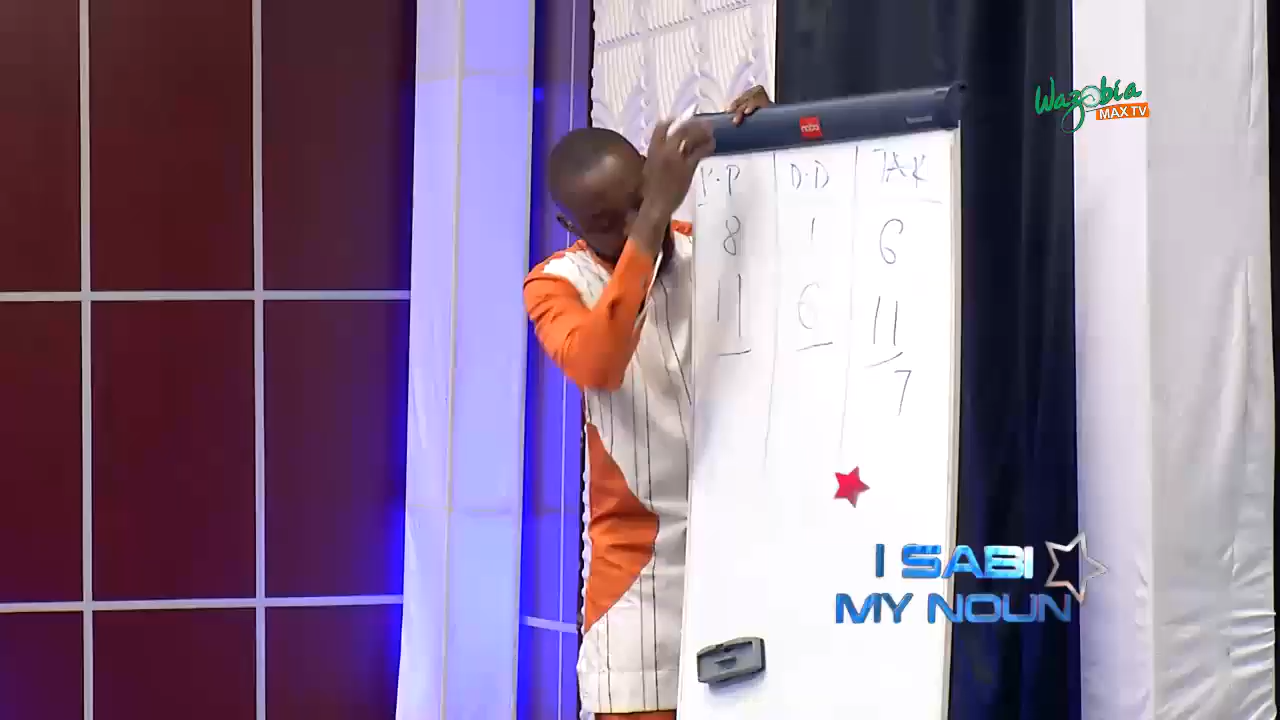 Wazobia
MAX TV
nobo
P D.D TAK
8 1 6
11 6 11
7
I SABI
MY NOUN